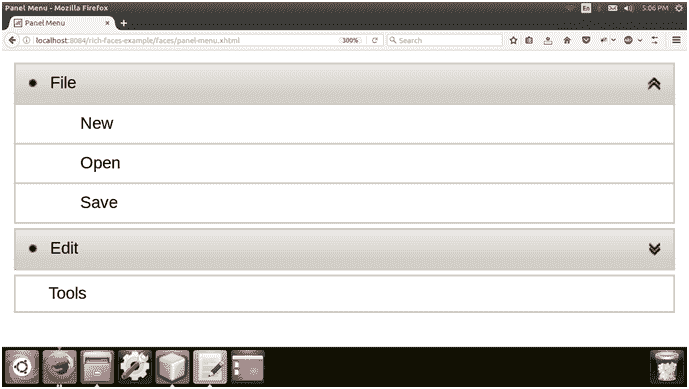 Panel Menu - Mozilla Firefox
En
5:06 PM
Panel Menu
localhost:8084/rich-faces-example/faces/panel-menu.xhtml
300%
Search
File
New
Open
Save
Edit
Tools